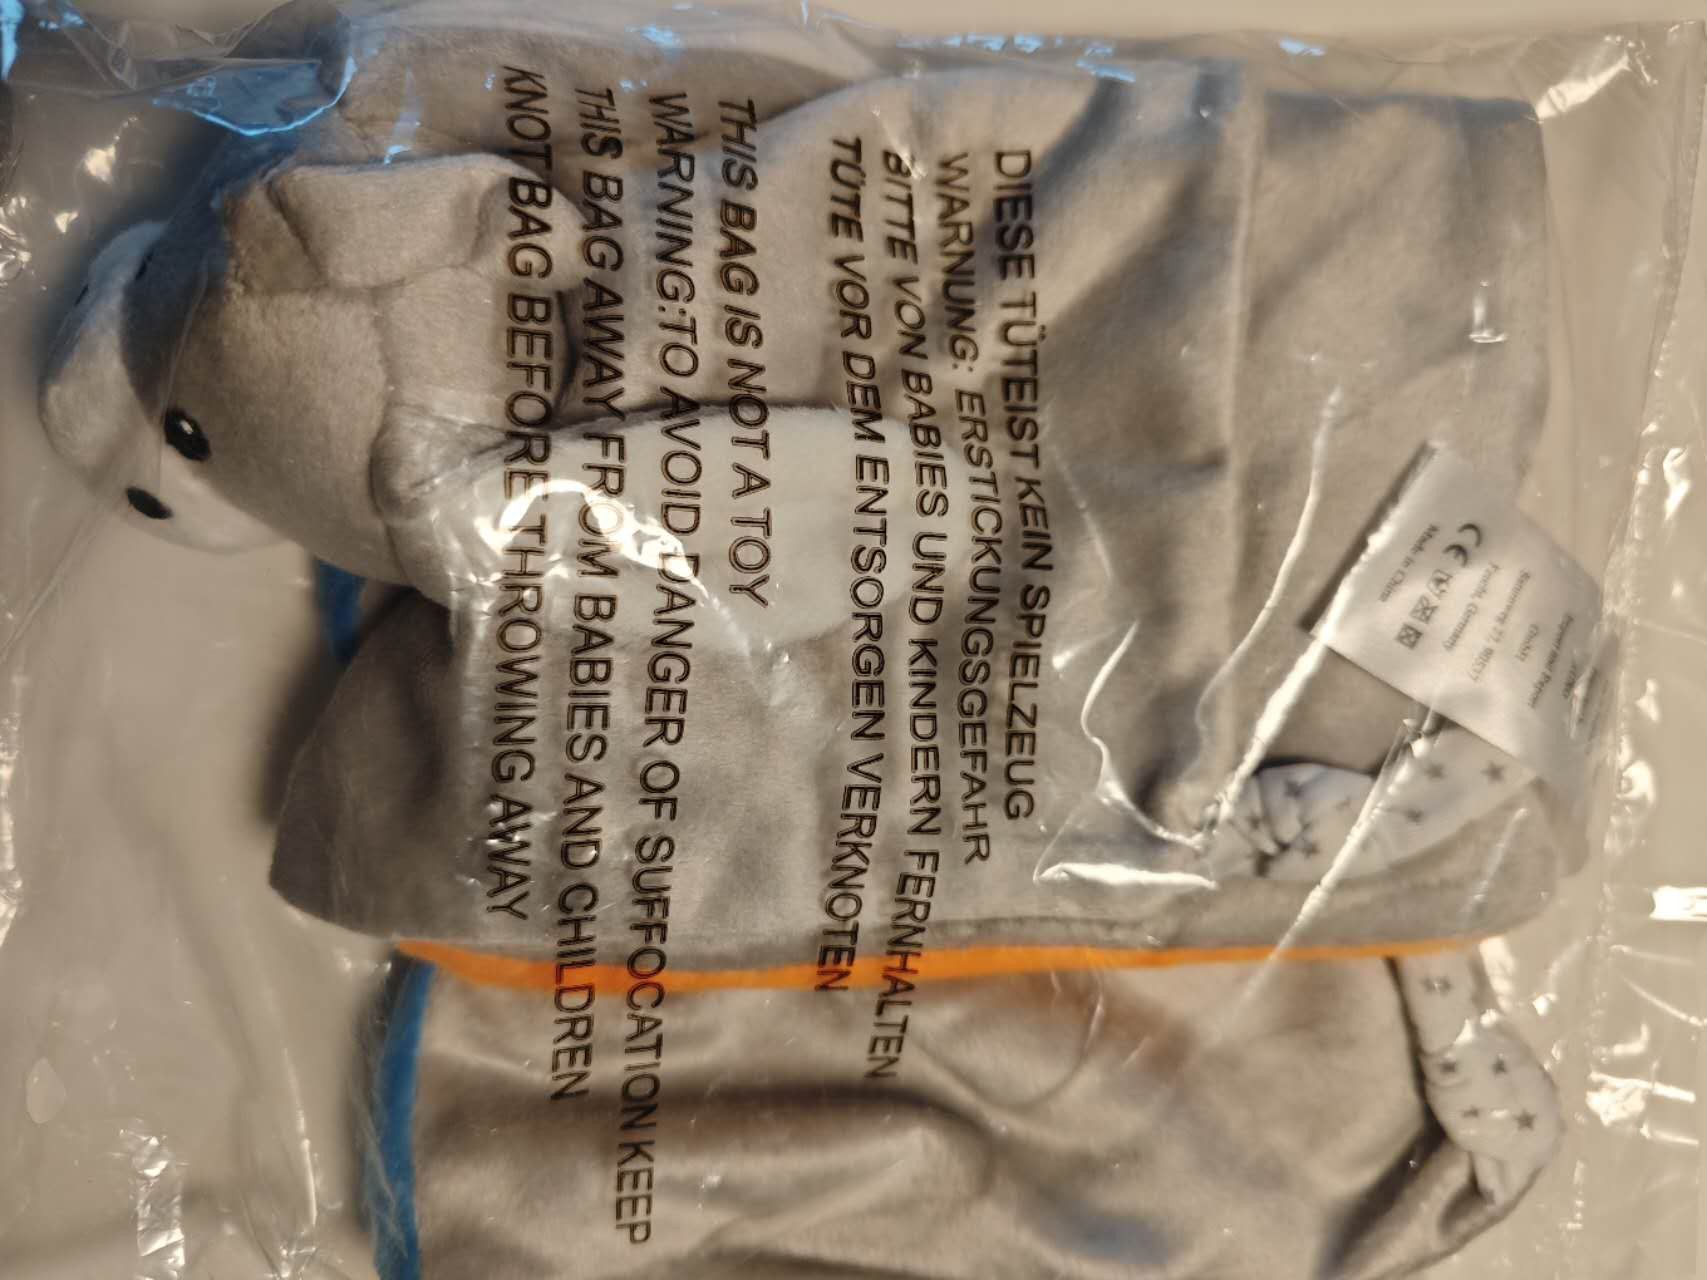 DIESE TÜTEIST KEIN SPIELZEUG
WARNUNG: ERSTICKUNGSGEFAHR
BITTE VON BABIES UND KINDERN FERNHALTEN
TÜTE VOR DEM ENTSORGEN VERKNOTEN
THIS BAG IS NOT A TOY
WARNING:TO AVOID DANGER OF SUFFOCATION KEEP
THIS BAG AWAY FROM BABIES AND CHILDREN
KNOT BAG BEFORE THROWING AWAY
Germany
CE
Made in China